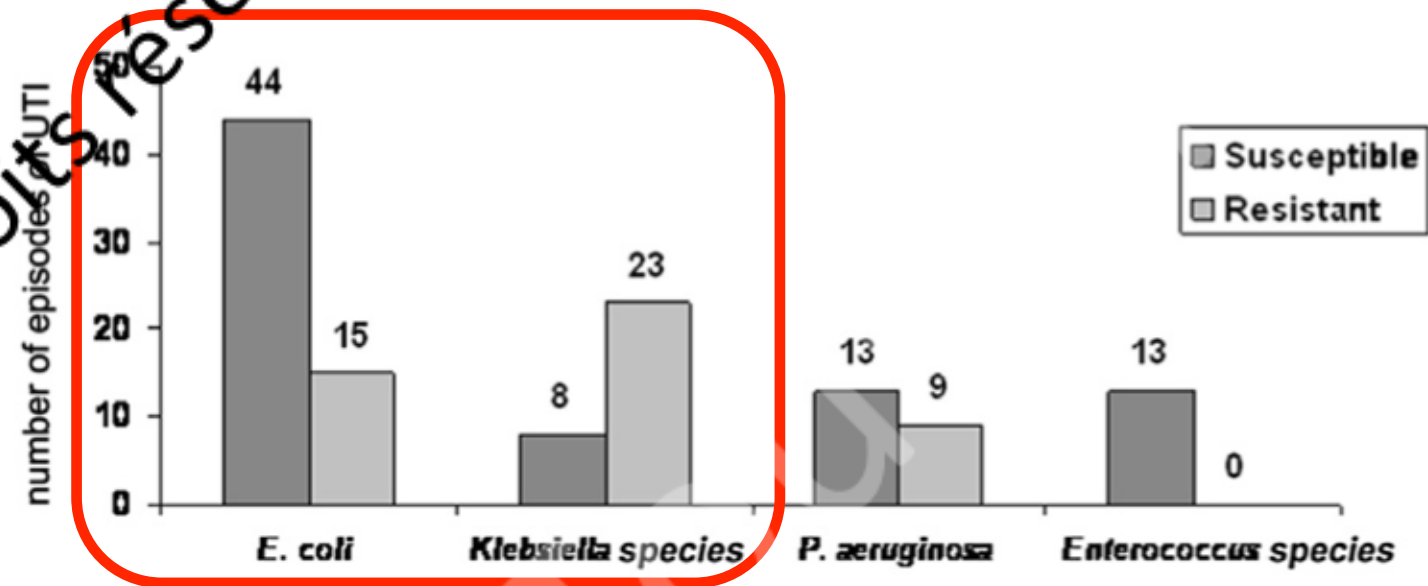 50
44
number of episodes of UTI
40
Susceptible
Resistant
30
23
20
15
13
13
10
8
9
0
0
E. coli
Klebsiella species
P. aeruginosa
Enterococcus species